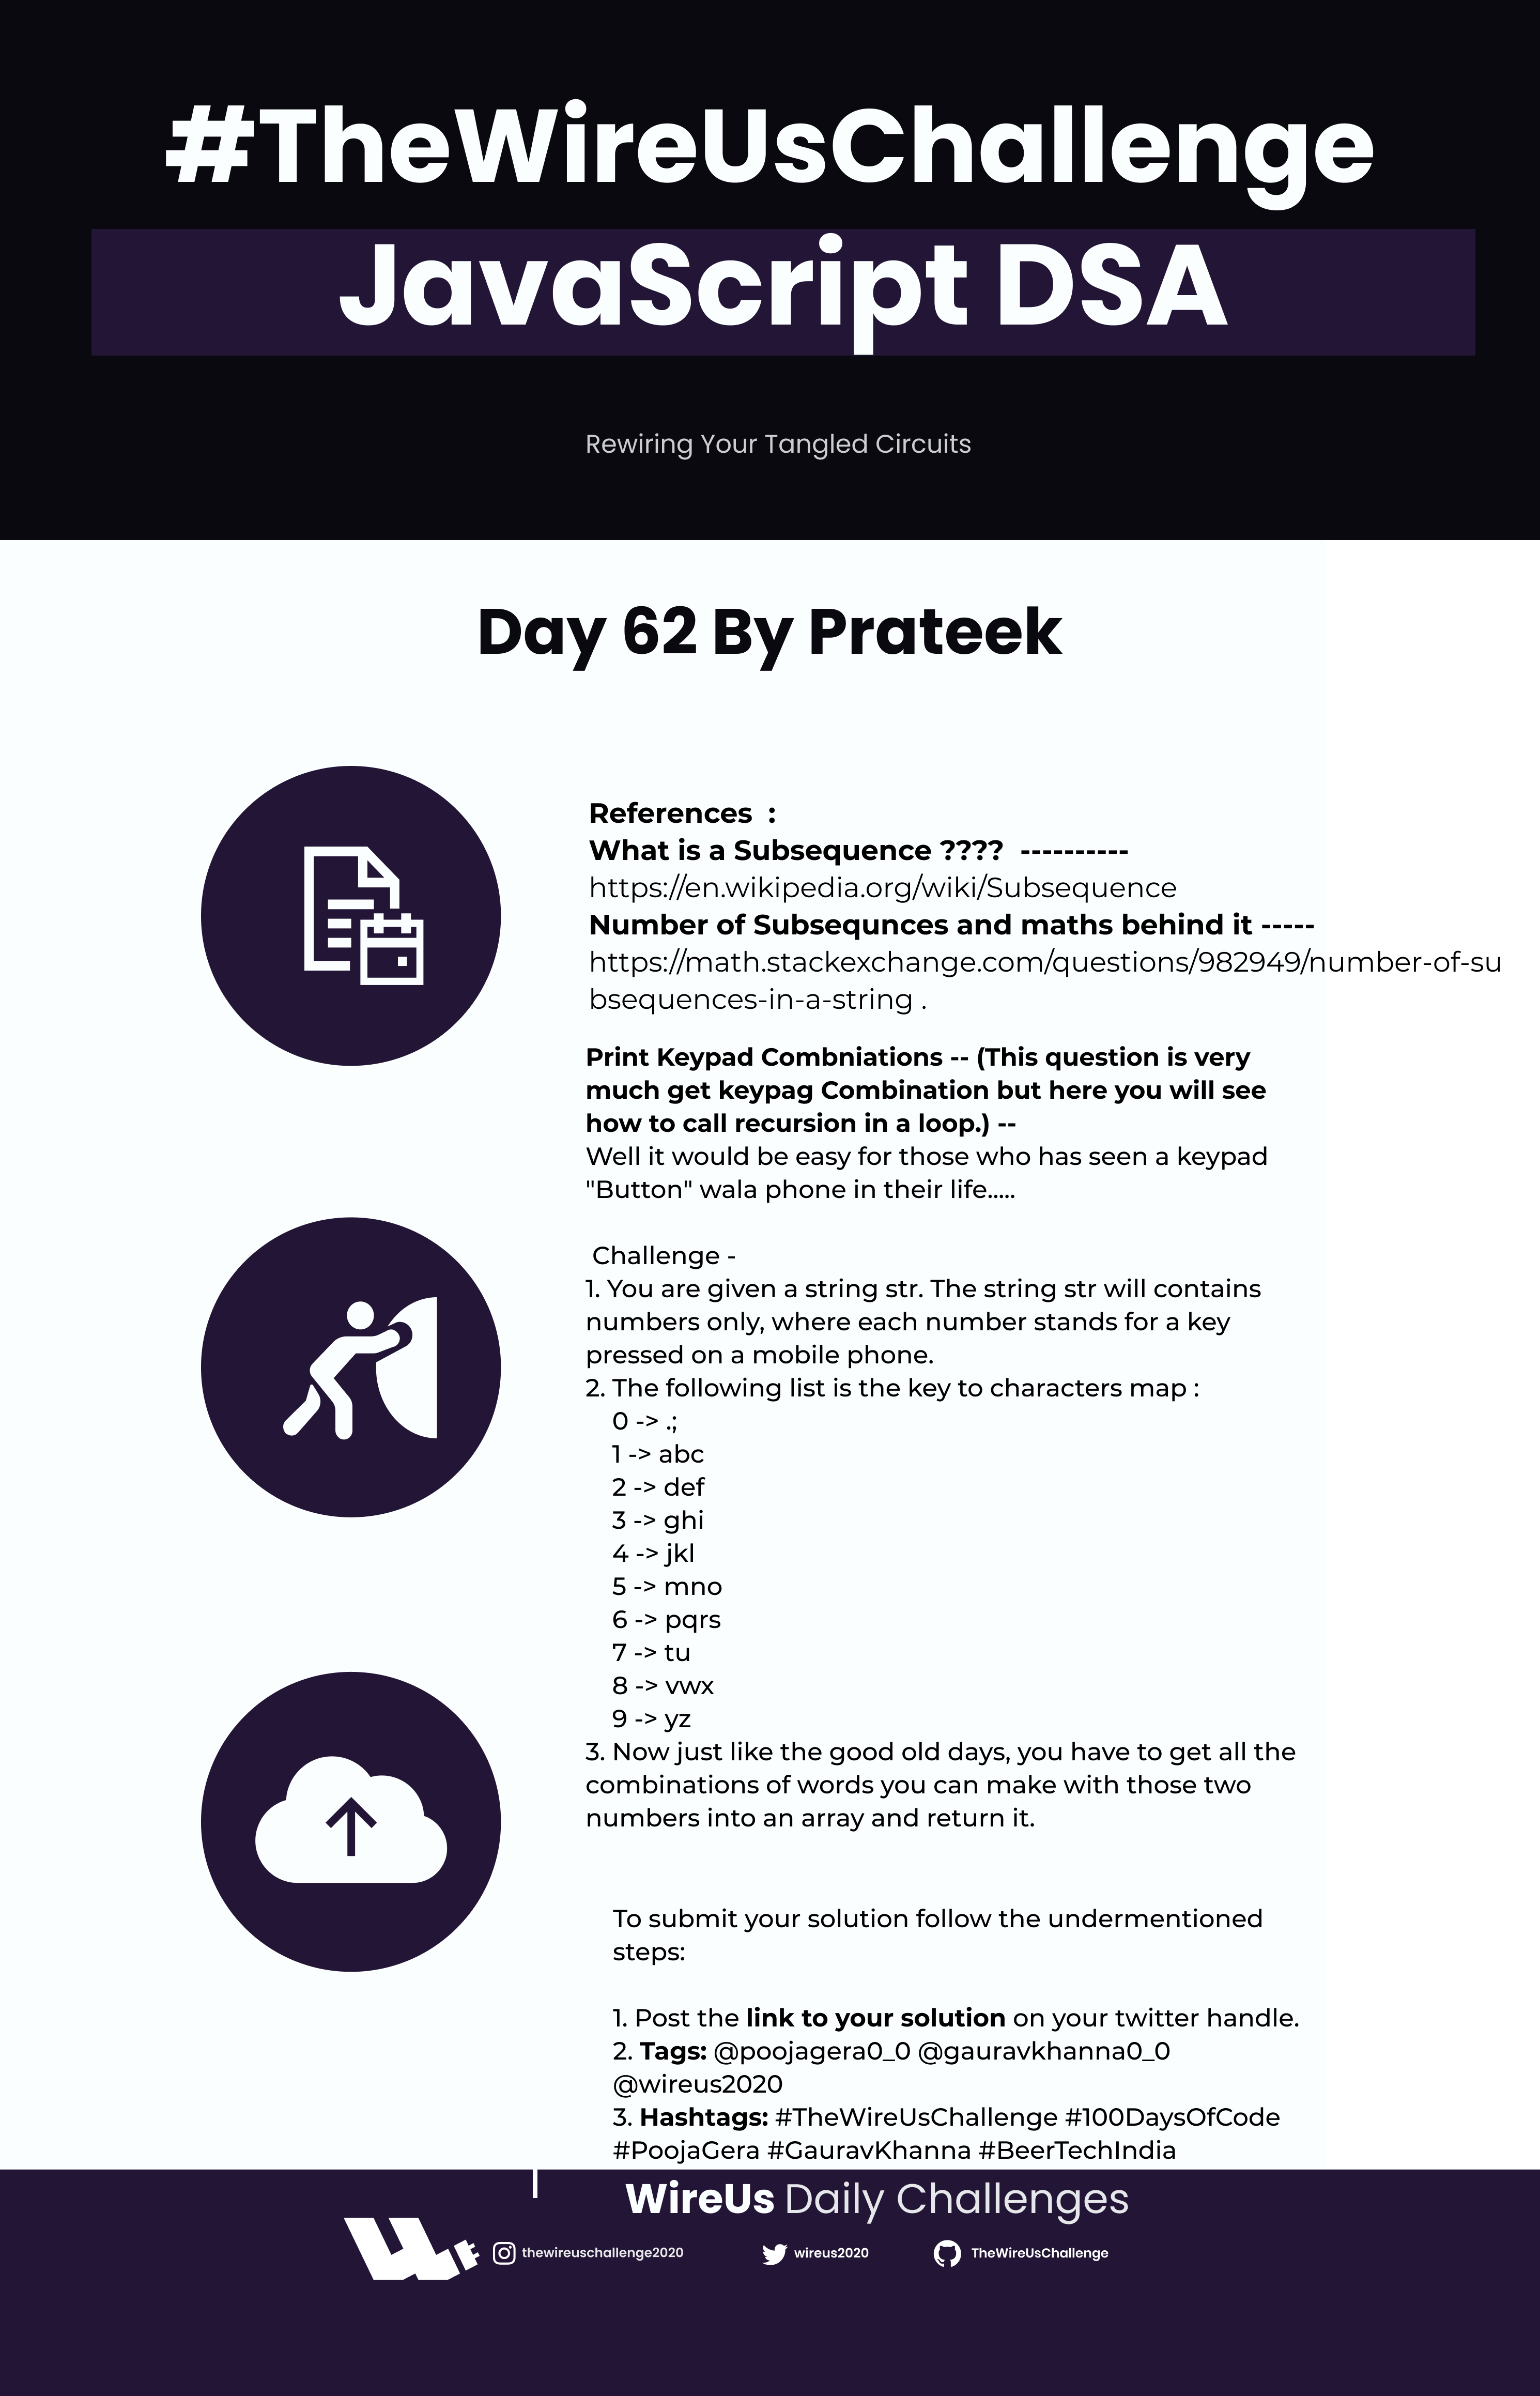 #TheWireUsChallenge
JavaScript DSA
Rewiring Your Tangled Circuits
Day 62 By Prateek
References  :
What is a Subsequence ????  ----------
https://en.wikipedia.org/wiki/Subsequence
Number of Subsequnces and maths behind it -----
https://math.stackexchange.com/questions/982949/number-of-su
bsequences-in-a-string .
Print Keypad Combniations -- (This question is very
much get keypag Combination but here you will see
how to call recursion in a loop.) --
Well it would be easy for those who has seen a keypad
"Button" wala phone in their life.....
Challenge -
1. You are given a string str. The string str will contains
numbers only, where each number stands for a key
pressed on a mobile phone.
2. The following list is the key to characters map :
0 -> .;
1 -> abc
2 -> def
3 -> ghi
4 -> jkl
5 -> mno
6 -> pqrs
7 -> tu
8 -> vwx
9 -> yz
3. Now just like the good old days, you have to get all the
combinations of words you can make with those two
numbers into an array and return it.
To submit your solution follow the undermentioned
steps:
1. Post the link to your solution on your twitter handle.
2. Tags: @poojagera0_0 @gauravkhanna0_0
@wireus2020
3. Hashtags: #TheWireUsChallenge #100DaysOfCode
#PoojaGera #GauravKhanna #BeerTechIndia
WireUs Daily Challenges
thewireuschallenge2020 wireus2020 TheWireUsChallenge